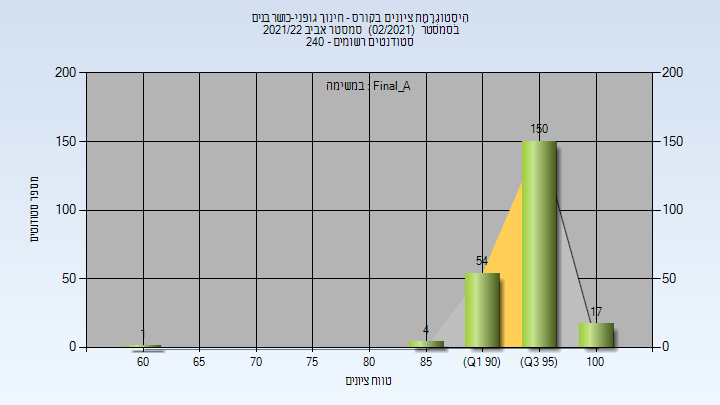 היסטוגרמת ציונים בקורס - חינוך גופני-כושר בנים
בסמסטר (02/2021) סמסטר אביב 2021/22
סטודנטים רשומים - 240
במשימה : Final_A
200
150
100
50
0
200
150
100
50
0
מספר סטודנטים
1
4
54
150
17
60
65
70
75
80
85
(Q1 90)
(Q3 95)
100
טווח ציונים